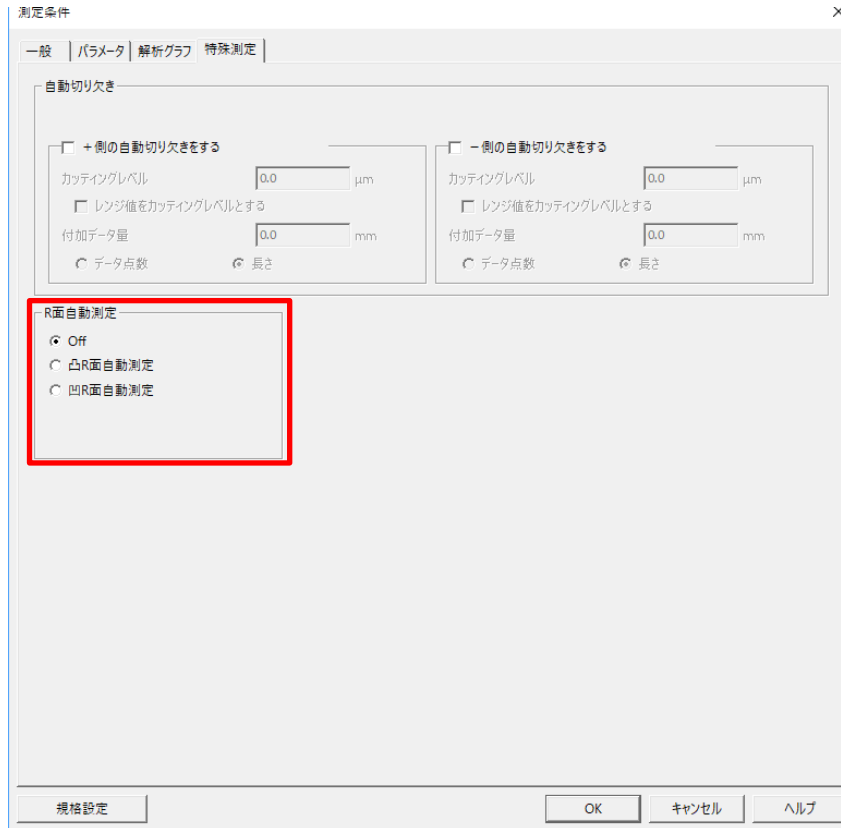 測定条件
一般 パラメータ 解析グラフ 特殊測定
自動切り欠き
+側の自動切り欠きをする
カッティングレベル 0.0 μm
レンジ値をカッティングレベルとする
付加データ量 0.0 mm
データ点数 長さ
-側の自動切り欠きをする
カッティングレベル 0.0 μm
レンジ値をカッティングレベルとする
付加データ量 0.0 mm
データ点数 長さ
R面自動測定
Off
凸R面自動測定
凹R面自動測定
規格設定 OK キャンセル ヘルプ